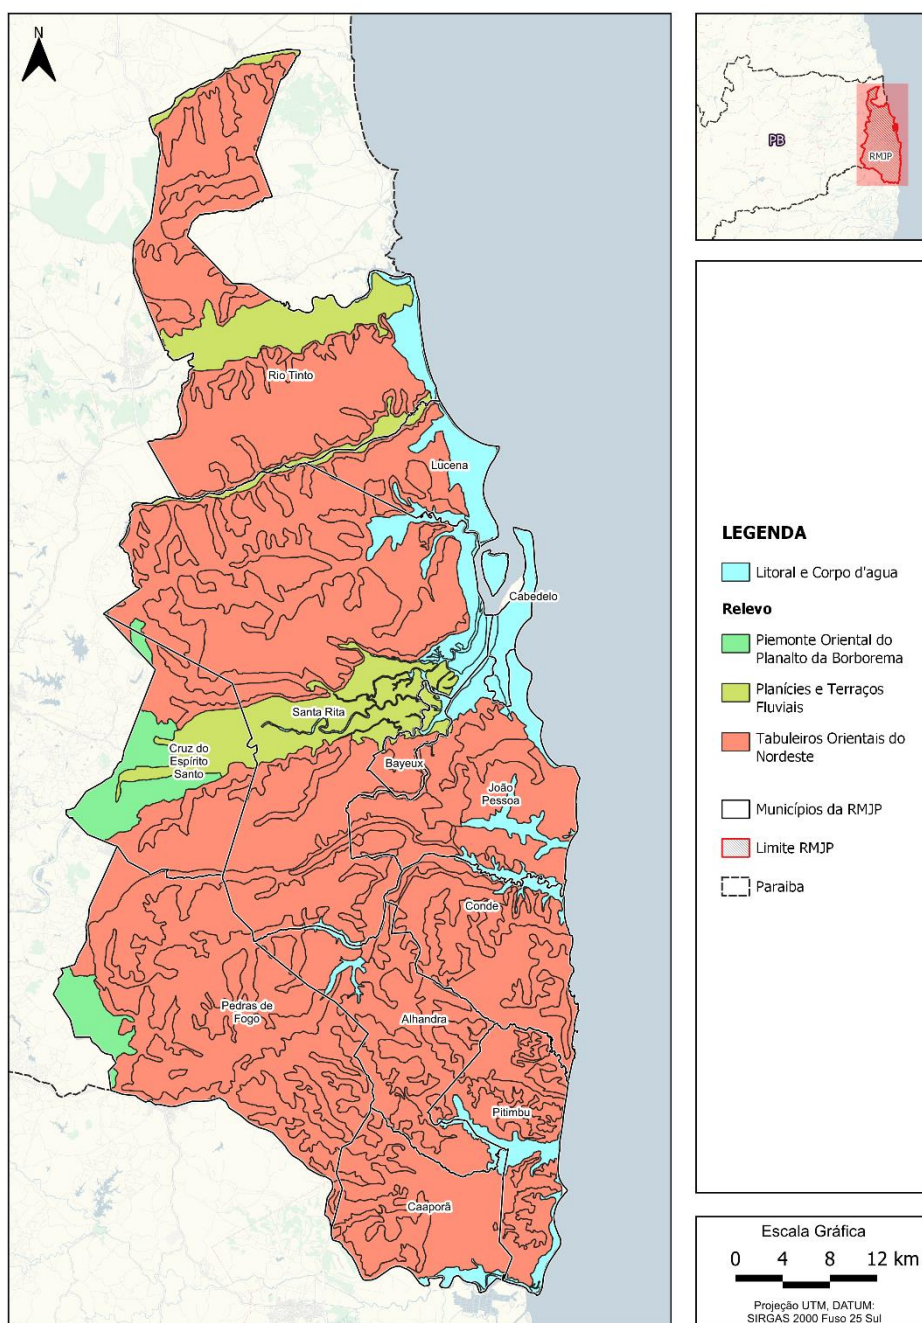 N
Rio Tinto
Lucena
Cabedelo
Santa Rita
Cruz do
Espírito
Santo
Bayeux
João
Pessoa
Conde
Pedras de
Fogo
Alhandra
Pitimbu
Caaporã
PB
RMJP
LEGENDA
Litoral e Corpo d'agua
Relevo
Piemonte Oriental do
Planalto da Borborema
Planícies e Terraços
Fluviais
Tabuleiros Orientais do
Nordeste
Municípios da RMJP
Limite RMJP
Paraiba
Escala Gráfica
0 4 8 12 km
Projeção UTM, DATUM:
SIRGAS 2000 Fuso 25 Sul